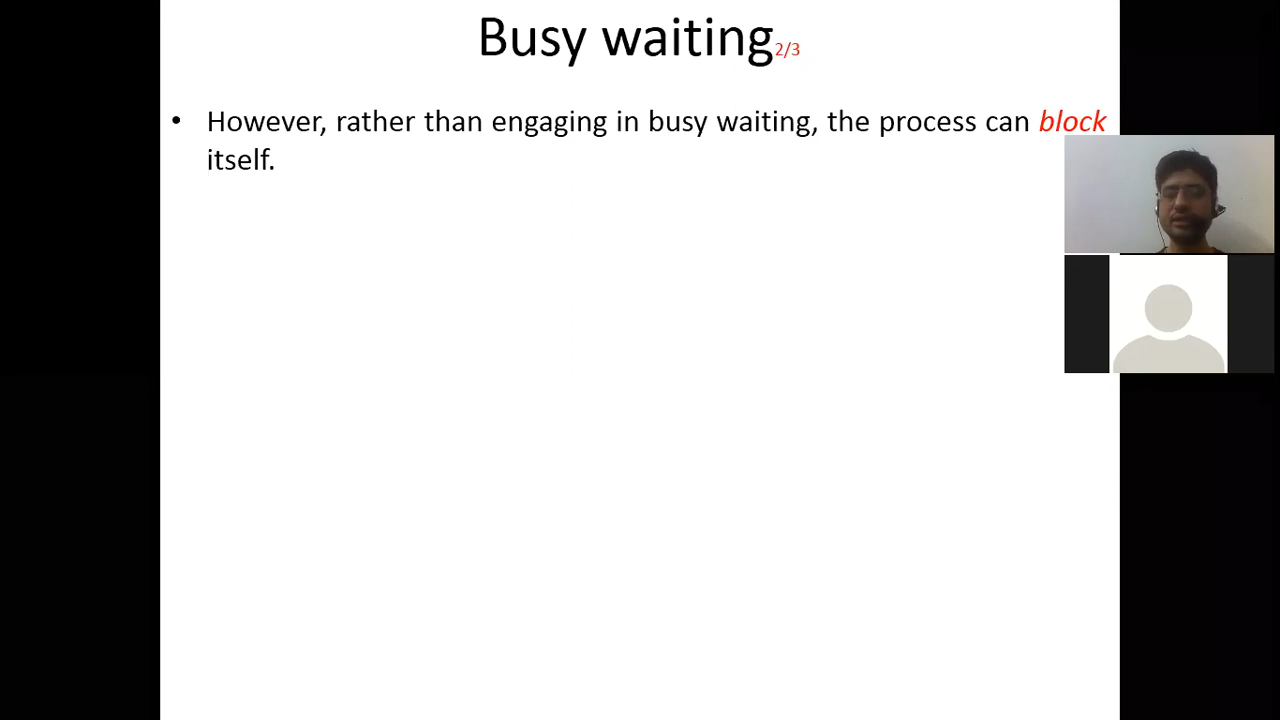 Busy waiting2/3
• However, rather than engaging in busy waiting, the process can block
itself.